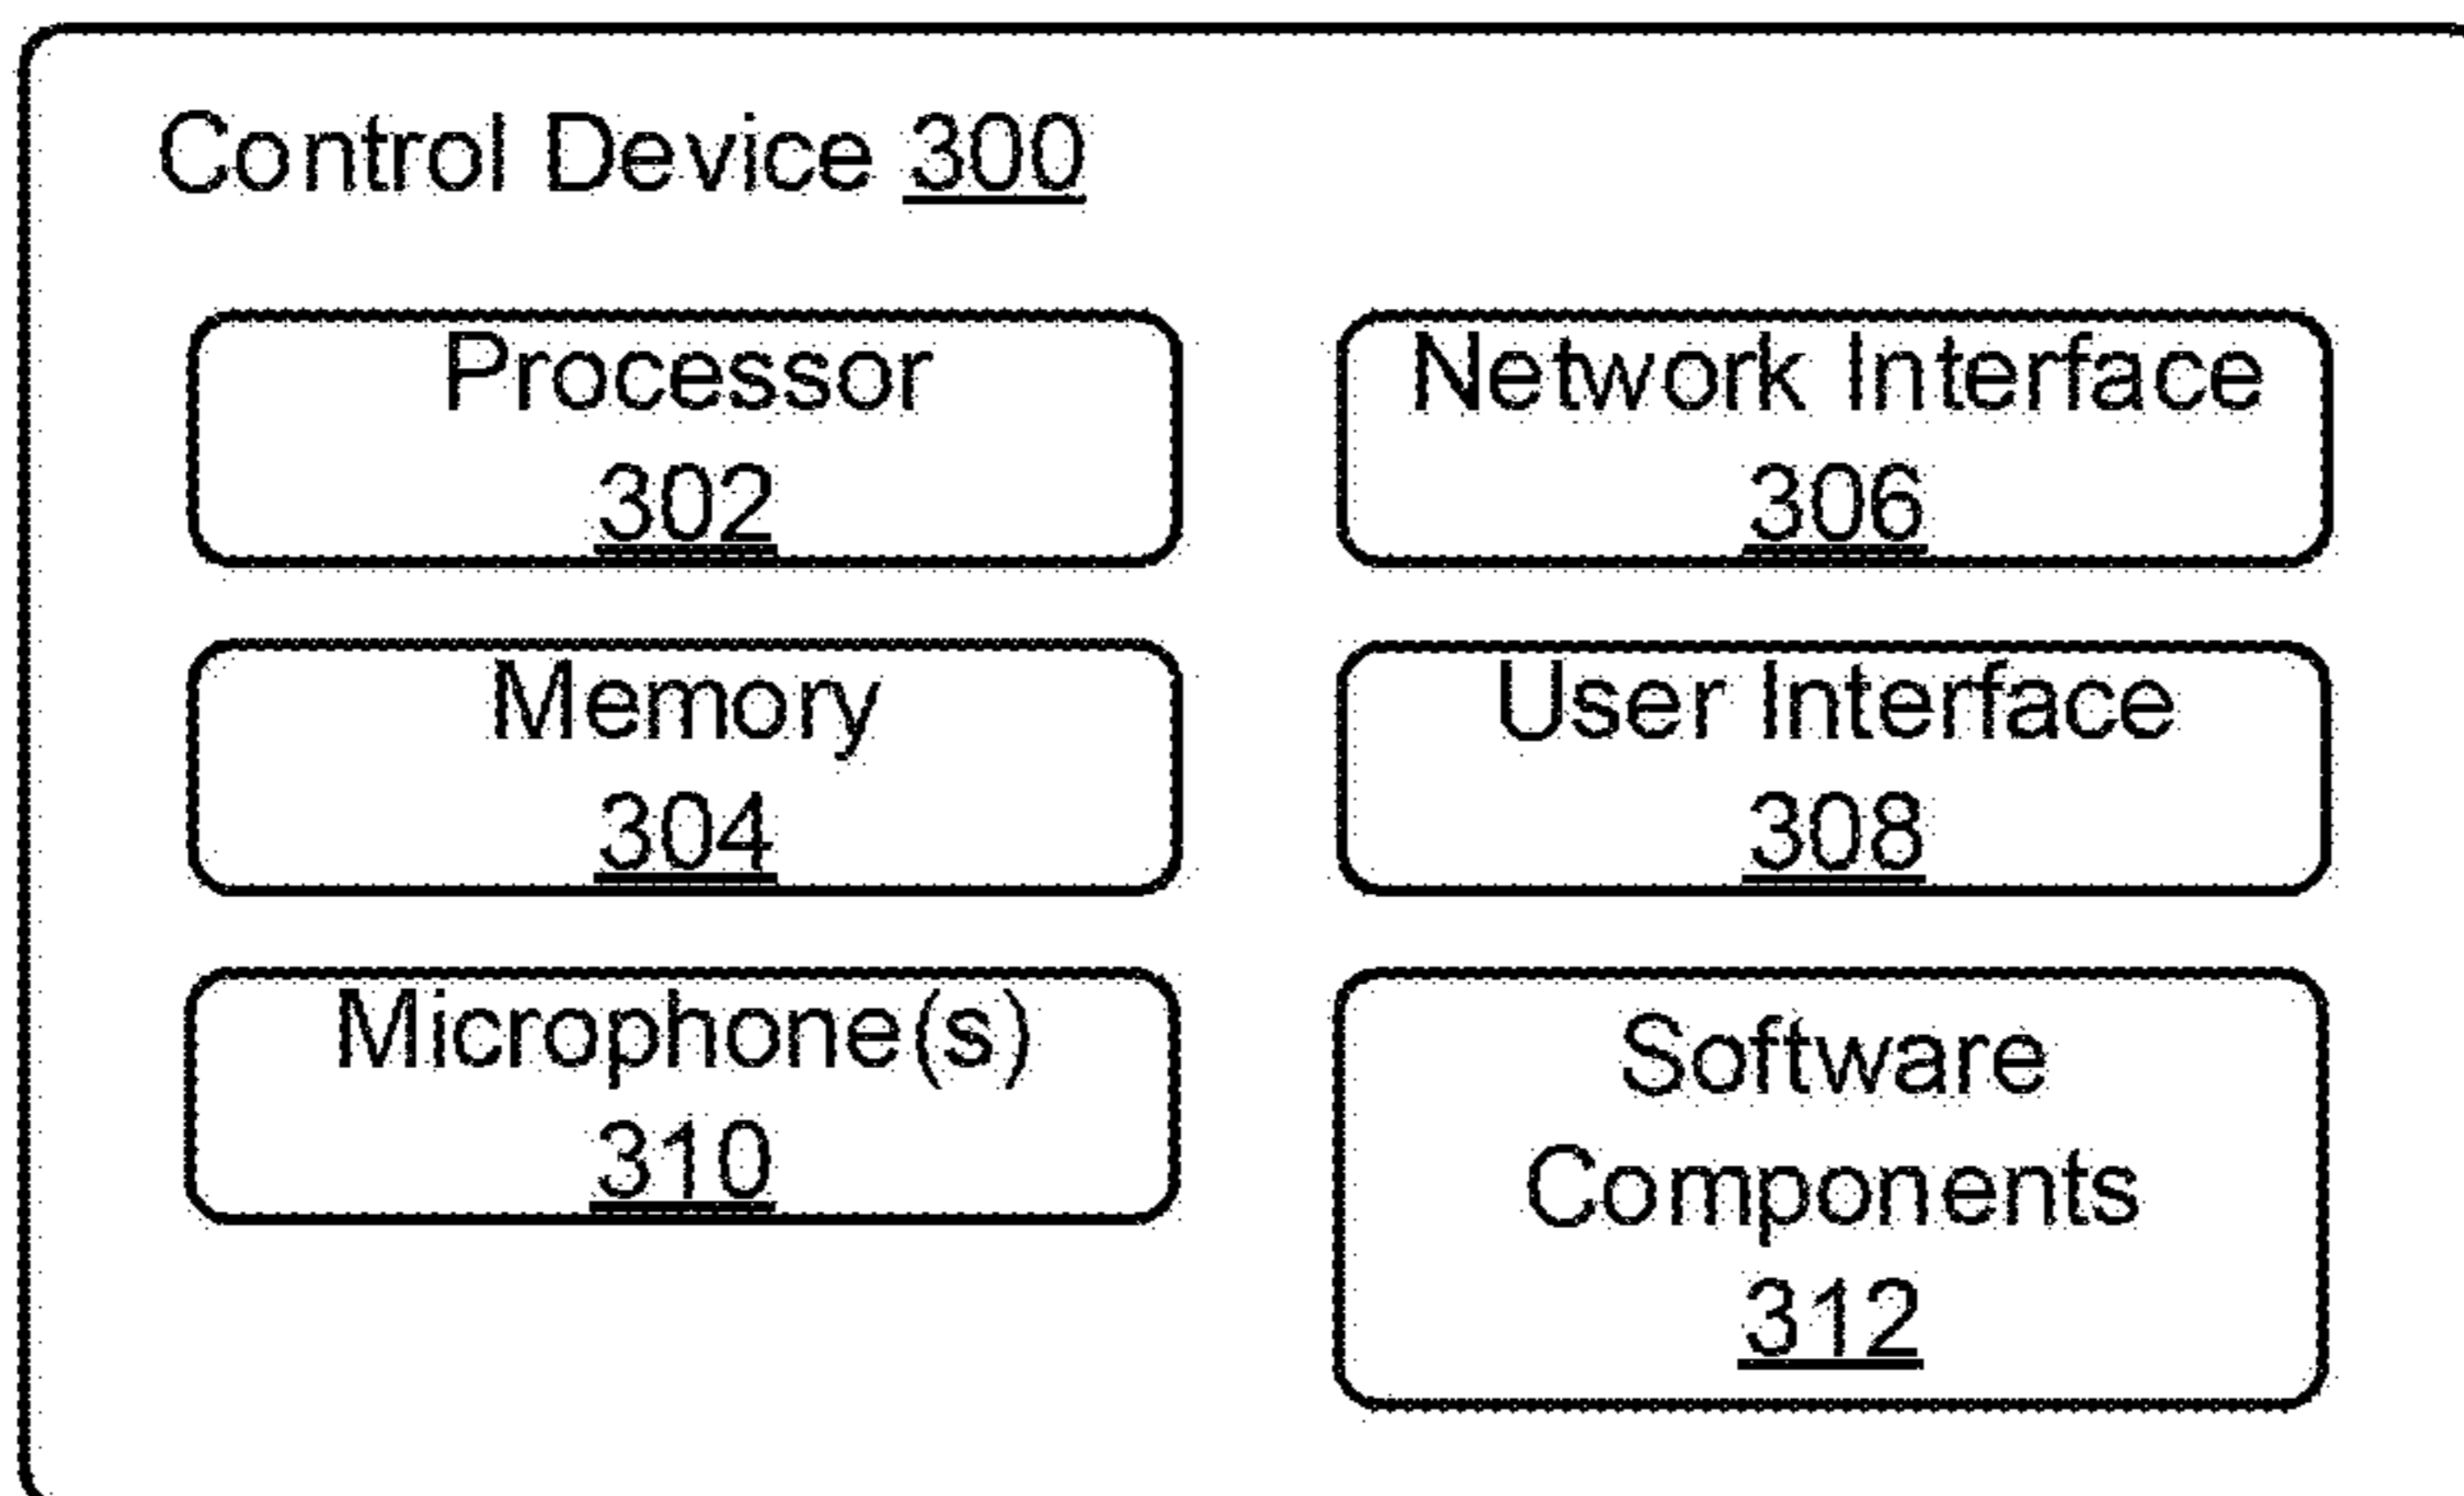 Control Device 300
Processor
302
Network Interface
306
Memory
304
User Interface
308
Microphone(s)
310
Software
Components
312